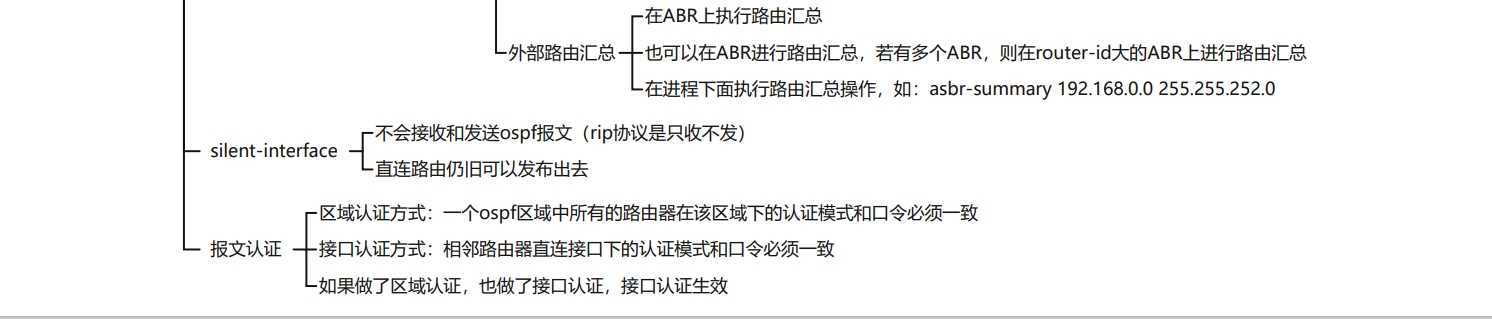 在ABR上执行路由汇总
外部路由汇总
也可以在ABR进行路由汇总，若有多个ABR，则在router-id大的ABR上进行路由汇总
在进程下面执行路由汇总操作，如：asbr-summary 192.168.0.0 255.255.252.0
silent-interface
不会接收和发送ospf报文（rip协议是只收不发）
直连路由仍旧可以发布出去
报文认证
区域认证方式：一个ospf区域中所有的路由器在该区域下的认证模式和口令必须一致
接口认证方式：相邻路由器直连接口下的认证模式和口令必须一致
如果做了区域认证，也做了接口认证，接口认证生效